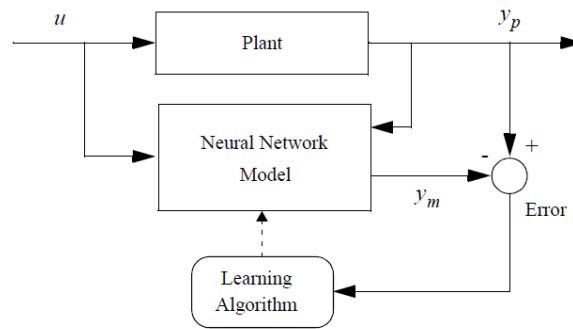 u
Plant
y_p
Neural Network
Model
-
+
y_m
Error
Learning
Algorithm